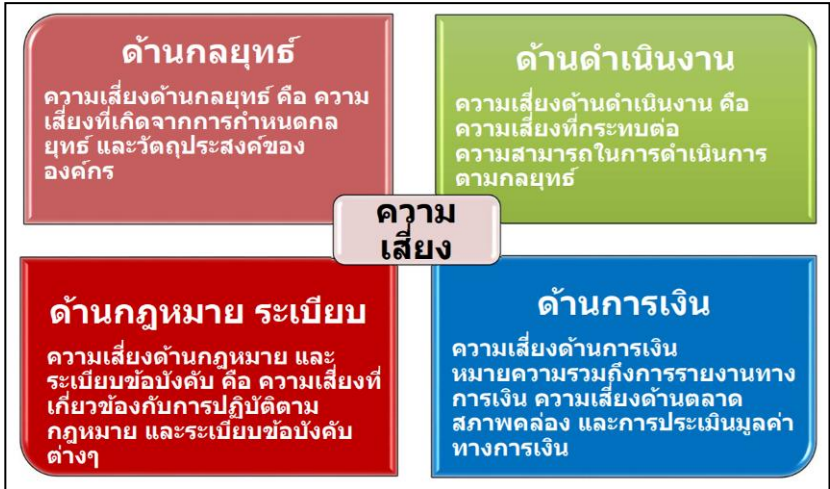 ด้านกลยุทธ์
ความเสี่ยงด้านกลยุทธ์ คือ ความ
เสี่ยงที่เกิดจากการกำหนดกล
ยุทธ์ และวัตถุประสงค์ของ
องค์กร
ด้านดำเนินงาน
ความเสี่ยงด้านดำเนินงาน คือ
ความเสี่ยงที่กระทบต่อ
ความสามารถในการดำเนินการ
ตามกลยุทธ์
ความ
เสี่ยง
ด้านกฎหมาย ระเบียบ
ความเสี่ยงด้านกฎหมาย และ
ระเบียบข้อบังคับ คือ ความเสี่ยงที่
เกี่ยวข้องกับการปฏิบัติตาม
กฎหมาย และระเบียบข้อบังคับ
ต่างๆ
ด้านการเงิน
ความเสี่ยงด้านการเงิน
หมายความรวมถึงการรายงานทาง
การเงิน ความเสี่ยงด้านตลาด
สภาพคล่อง และการประเมินมูลค่า
ทางการเงิน